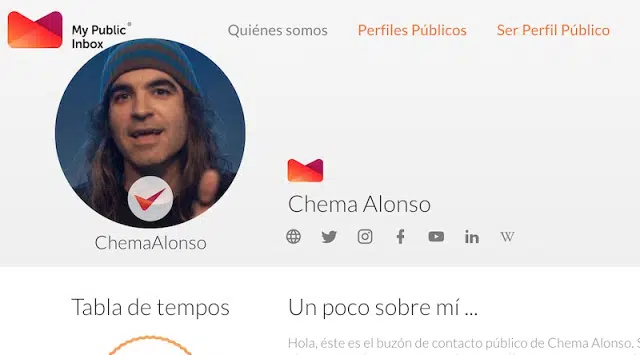 My Public®
Inbox
Quiénes somos
Perfiles Públicos
Ser Perfil Público
ChemaAlonso
Chema Alonso
W
Tabla de tempos
Un poco sobre mí ...
Hola, éste es el buzón de contacto público de Chema Alonso. S